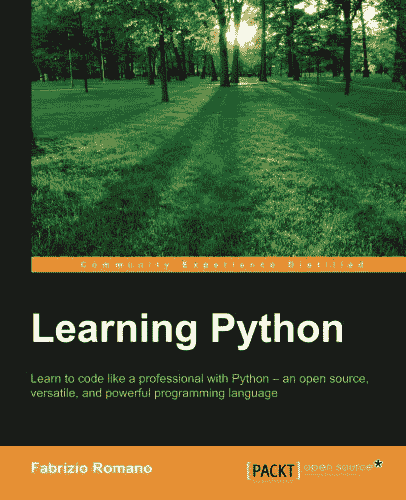 Community Experience Distilled
Learning Python
Learn to code like a professional with Python – an open source,
versatile, and powerful programming language
Fabrizio Romano
[PACKT] open source*